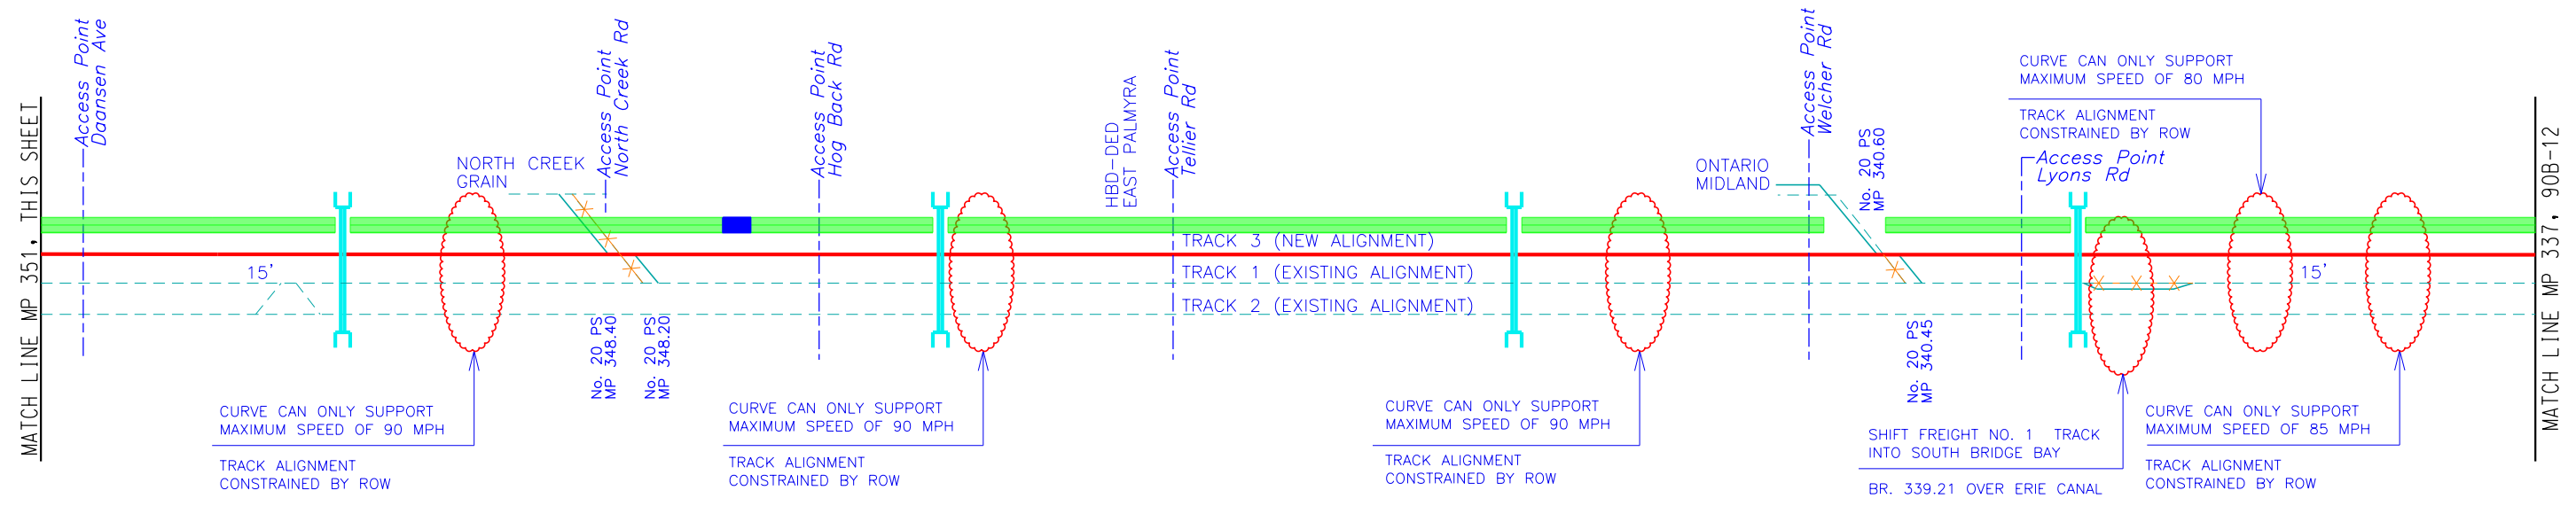 MATCH LINE MP 351, THIS SHEET
Access Point
Daansen Ave
15'
NORTH CREEK
GRAIN
Access Point
North Creek Rd
No. 20 PS
MP 348.40
No. 20 PS
MP 348.20
CURVE CAN ONLY SUPPORT
MAXIMUM SPEED OF 90 MPH
TRACK ALIGNMENT
CONSTRAINED BY ROW
Access Point
Hog Back Rd
CURVE CAN ONLY SUPPORT
MAXIMUM SPEED OF 90 MPH
TRACK ALIGNMENT
CONSTRAINED BY ROW
HBD-DED
EAST PALMYRA
Access Point
Tellier Rd
TRACK 3 (NEW ALIGNMENT)
TRACK 1 (EXISTING ALIGNMENT)
TRACK 2 (EXISTING ALIGNMENT)
CURVE CAN ONLY SUPPORT
MAXIMUM SPEED OF 90 MPH
TRACK ALIGNMENT
CONSTRAINED BY ROW
ONTARIO
MIDLAND
Access Point
Welcher Rd
No. 20 PS
MP 340.60
No. 20 PS
MP 340.45
CURVE CAN ONLY SUPPORT
MAXIMUM SPEED OF 80 MPH
TRACK ALIGNMENT
CONSTRAINED BY ROW
Access Point
Lyons Rd
SHIFT FREIGHT NO. 1 TRACK
INTO SOUTH BRIDGE BAY
BR. 339.21 OVER ERIE CANAL
15'
CURVE CAN ONLY SUPPORT
MAXIMUM SPEED OF 85 MPH
TRACK ALIGNMENT
CONSTRAINED BY ROW
MATCH LINE MP 337, 90B-12